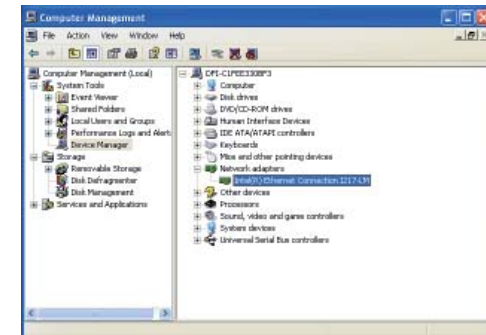 Computer Management
File Action View Window Help
Computer Management (Local)
System Tools
Event Viewer
Shared Folders
Local Users and Groups
Performance Logs and Alert
Device Manager
Storage
Removable Storage
Disk Defragmenter
Disk Management
Services and Applications
Computer
Disk drives
DVD/CD-ROM drives
Human Interface Devices
IDE ATA/ATAPI controllers
Keyboards
Mice and other pointing devices
Network adapters
Intel(R) Ethernet Connection I217-LM
Other devices
Processors
Sound, video and game controllers
System devices
Universal Serial Bus controllers